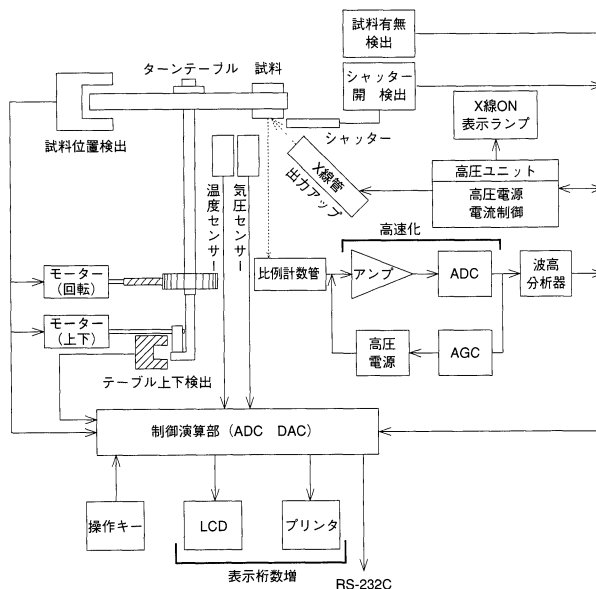 試料有無
検出
ターンテーブル
試料
シャッター
開 検出
X線ON
表示ランプ
試料位置検出
シャッター
X線管
出力アップ
高圧ユニット
高圧電源
電流制御
温度センサー
気圧センサー
高速化
比例計数管
アンプ
ADC
波高
分析器
モーター
(回転)
モーター
(上下)
高圧
電源
AGC
テーブル上下検出
制御演算部(ADC DAC)
操作キー
LCD
プリンタ
表示桁数増
RS-232C